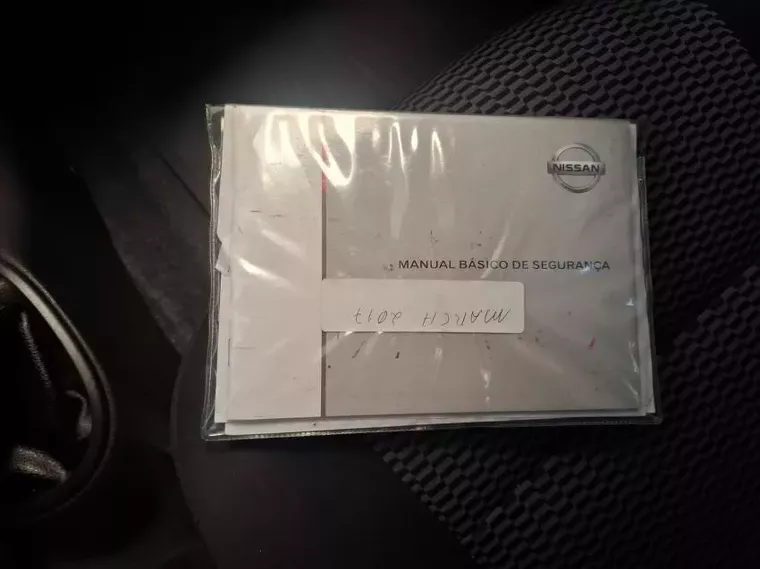 NISSAN
MANUAL BÁSICO DE SEGURANÇA
MARCH 2017